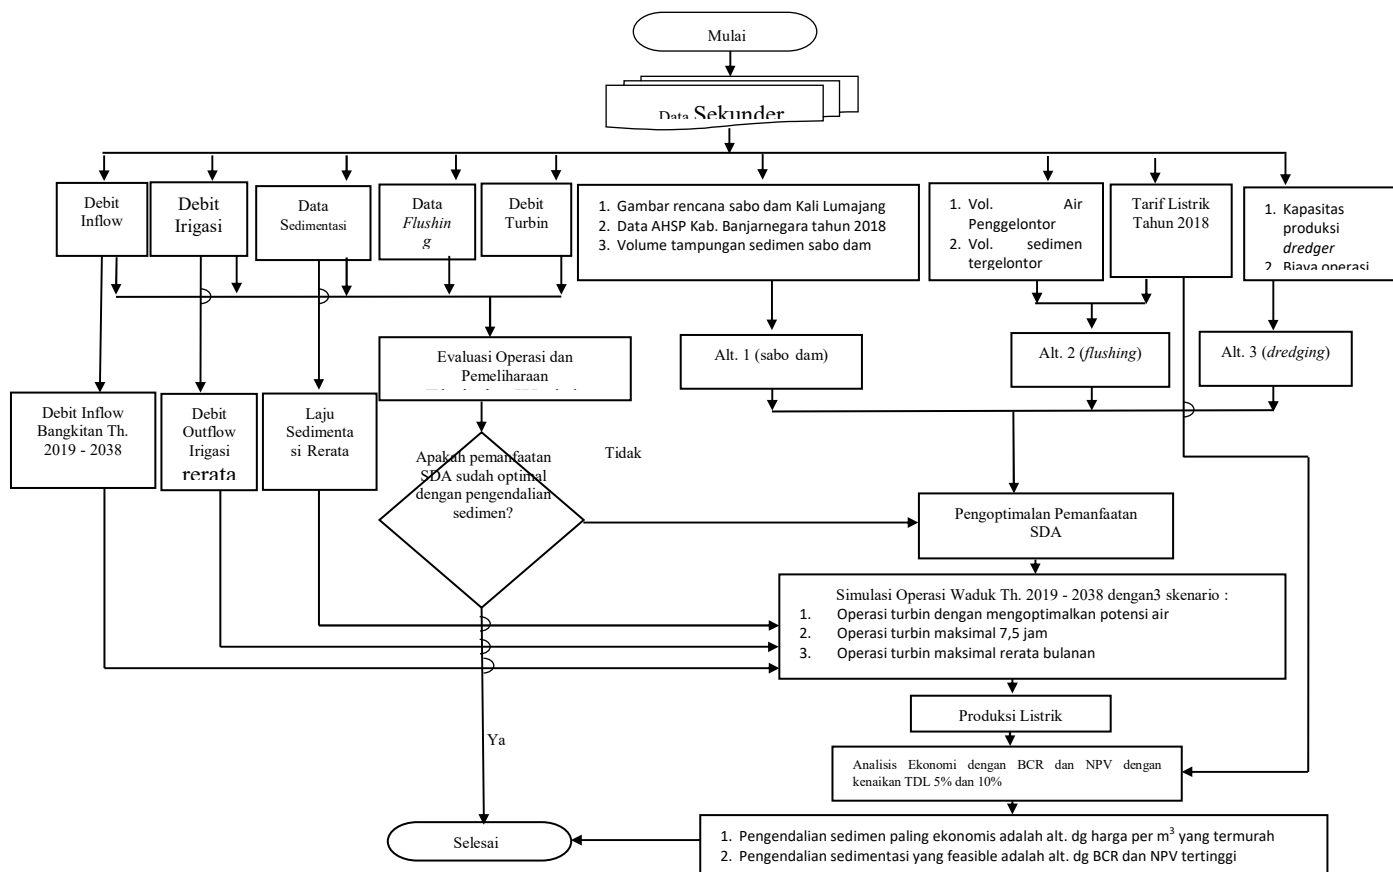 Mulai
Data Sekunder
Debit
Inflow
Debit
Irigasi
Data
Sedimentasi
Data
Flushin
g
Debit
Turbin
1. Gambar rencana sabo dam Kali Lumajang
2. Data AHSP Kab. Banjarnegara tahun 2018
3. Volume tampungan sedimen sabo dam
1. Vol. Air
Penggelontor
2. Vol. sedimen
tergelontor
Tarif Listrik
Tahun 2018
1. Kapasitas
produksi
dredger
2. Biaya operasi
Evaluasi Operasi dan
Pemeliharaan
Alt. 1 (sabo dam)
Alt. 2 (flushing)
Alt. 3 (dredging)
Debit Inflow
Bangkitan Th.
2019 - 2038
Debit
Outflow
Irigasi
rerata
Laju
Sedimenta
si Rerata
Apakah pemanfaatan
SDA sudah optimal
dengan pengendalian
sedimen?
Tidak
Pengoptimalan Pemanfaatan
SDA
Simulasi Operasi Waduk Th. 2019 - 2038 dengan3 skenario :
1. Operasi turbin dengan mengoptimalkan potensi air
2. Operasi turbin maksimal 7,5 jam
3. Operasi turbin maksimal rerata bulanan
Produksi Listrik
Ya
Analisis Ekonomi dengan BCR dan NPV dengan
kenaikan TDL 5% dan 10%
Selesai
1. Pengendalian sedimen paling ekonomis adalah alt. dg harga per m³ yang termurah
2. Pengendalian sedimentasi yang feasible adalah alt. dg BCR dan NPV tertinggi